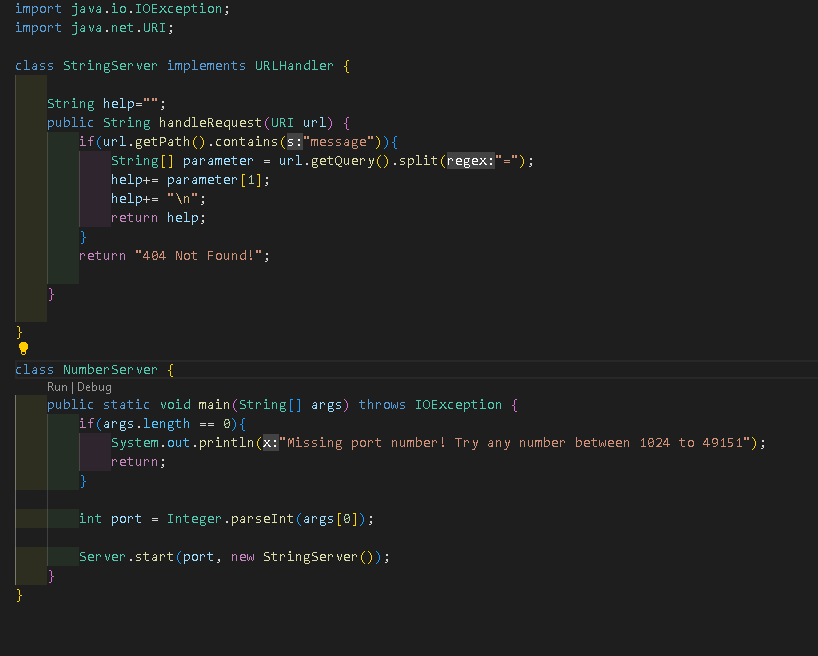 import java.io.IOException;
import java.net.URI;
class StringServer implements URLHandler {
String help="";
public String handleRequest(URI url) {
if(url.getPath().contains(s:"message")){
String[] parameter = url.getQuery().split(regex:"=");
help+= parameter[1];
help+= "\n";
return help;
}
return "404 Not Found!";
}
}
class NumberServer {
Run | Debug
public static void main(String[] args) throws IOException {
if(args.length == 0){
System.out.println(x:"Missing port number! Try any number between 1024 to 49151");
return;
}
int port = Integer.parseInt(args[0]);
Server.start(port, new StringServer());
}
}